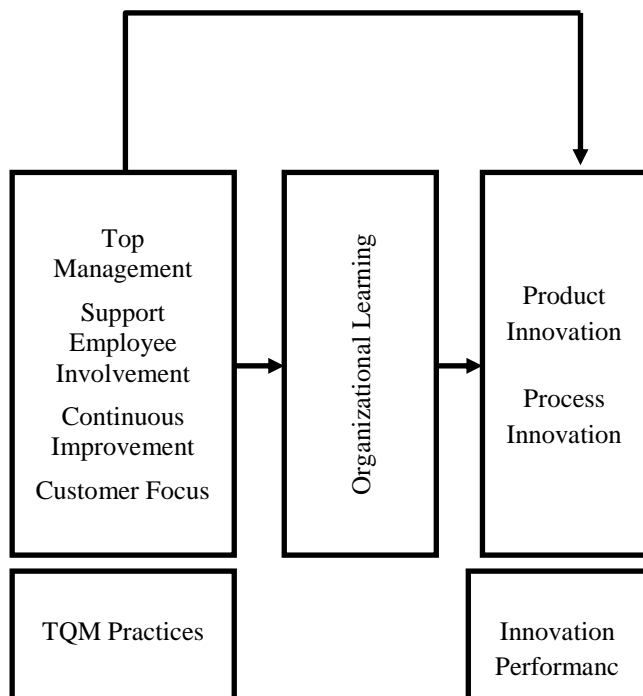 Top
Management
Support
Employee
Involvement
Continuous
Improvement
Customer Focus
Organizational Learning
Product
Innovation
Process
Innovation
TQM Practices
Innovation
Performanc